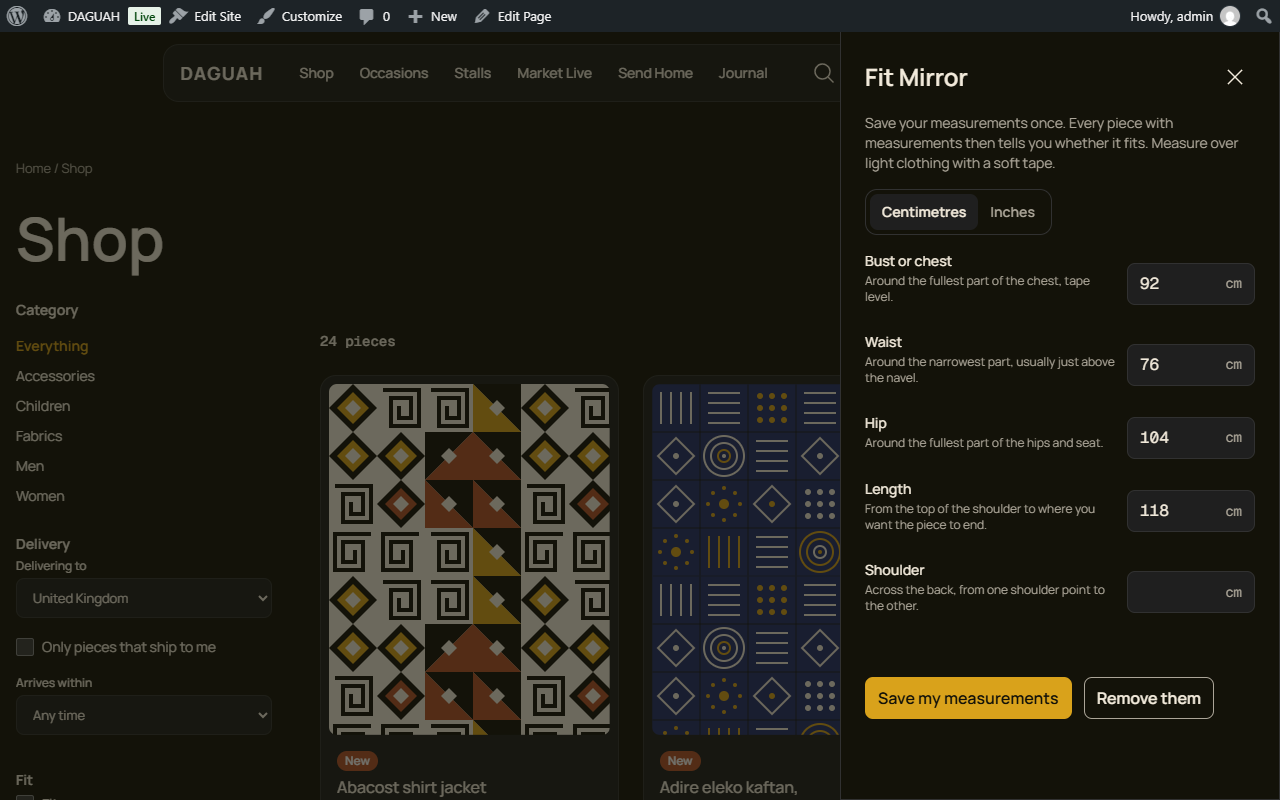 DAGUAH Live Edit Site Customize 0 New Edit Page Howdy, admin
DAGUAH Shop Occasions Stalls Market Live Send Home Journal
Home / Shop
Shop
Category
Everything
Accessories
Children
Fabrics
Men
Women
Delivery
Delivering to
United Kingdom
Only pieces that ship to me
Arrives within
Any time
Fit
24 pieces
New
Abacost shirt jacket
New
Adire eleko kaftan,
Fit Mirror
Save your measurements once. Every piece with
measurements then tells you whether it fits. Measure over
light clothing with a soft tape.
Centimetres Inches
Bust or chest
Around the fullest part of the chest, tape
level.
92 cm
Waist
Around the narrowest part, usually just above
the navel.
76 cm
Hip
Around the fullest part of the hips and seat.
104 cm
Length
From the top of the shoulder to where you
want the piece to end.
118 cm
Shoulder
Across the back, from one shoulder point to
the other.
cm
Save my measurements Remove them